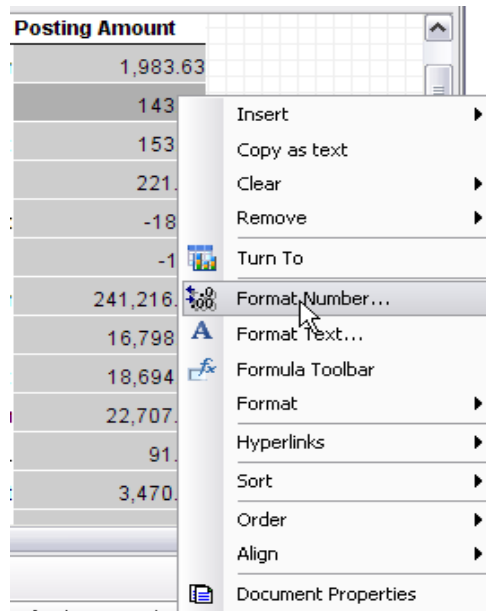 Posting Amount
1,983.63
143
153
221.
-18
-1
241,216.
16,798
18,694
22,707.
91.
3,470.
Insert
Copy as text
Clear
Remove
Turn To
Format Number...
Format Text...
Formula Toolbar
Format
Hyperlinks
Sort
Order
Align
Document Properties